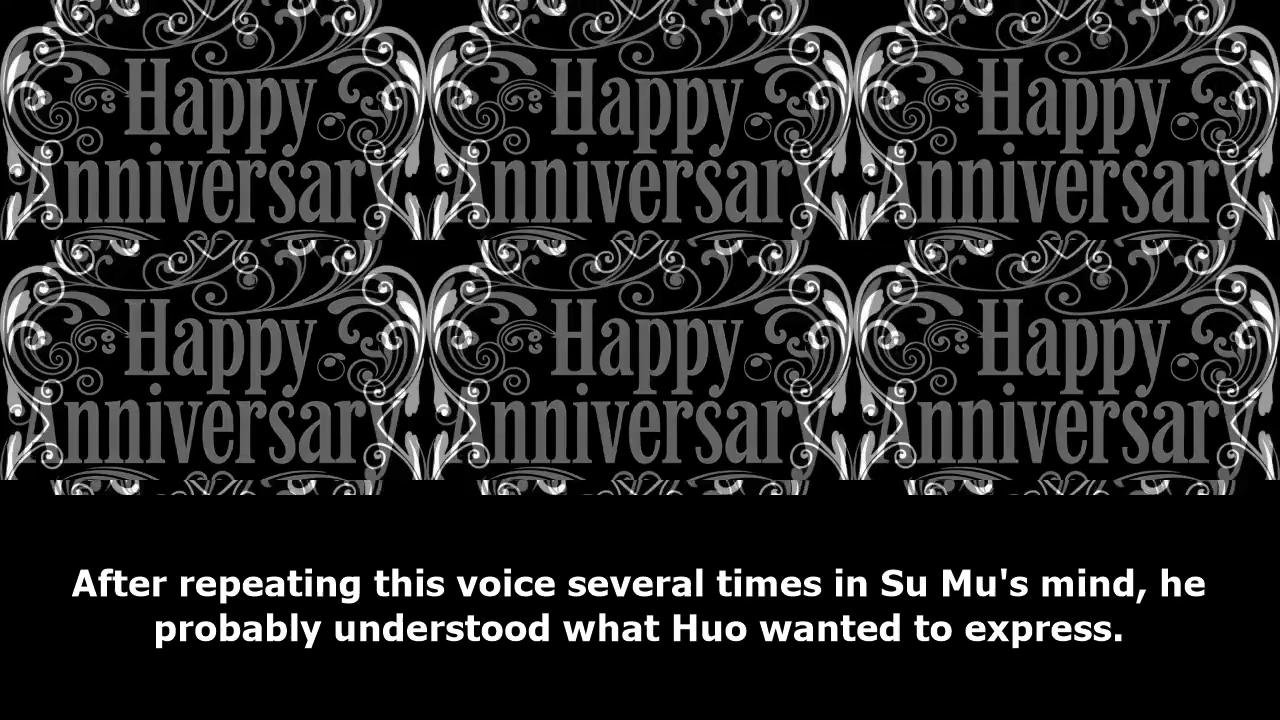 Happy Happy Happy
Anniversary Anniversary Anniversary
Happy Happy Happy
Anniversary Anniversary Anniversary
After repeating this voice several times in Su Mu's mind, he
probably understood what Huo wanted to express.